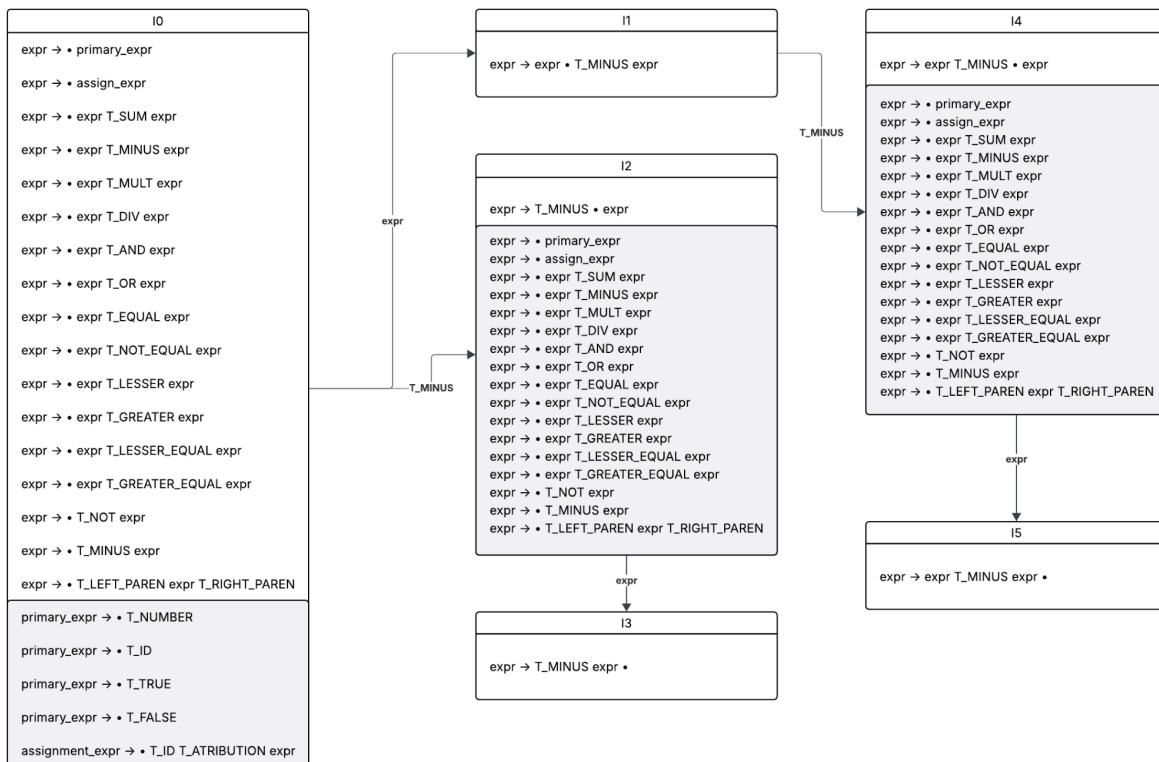 I0
expr → • primary_expr
expr → • assign_expr
expr → • expr T_SUM expr
expr → • expr T_MINUS expr
expr → • expr T_MULT expr
expr → • expr T_DIV expr
expr → • expr T_AND expr
expr → • expr T_OR expr
expr → • expr T_EQUAL expr
expr → • expr T_NOT_EQUAL expr
expr → • expr T_LESSER expr
expr → • expr T_GREATER expr
expr → • expr T_LESSER_EQUAL expr
expr → • expr T_GREATER_EQUAL expr
expr → • T_NOT expr
expr → • T_MINUS expr
expr → • T_LEFT_PAREN expr T_RIGHT_PAREN
primary_expr → • T_NUMBER
primary_expr → • T_ID
primary_expr → • T_TRUE
primary_expr → • T_FALSE
assignment_expr → • T_ID T_ATRIBUTION expr
expr
T_MINUS
I1
expr → expr • T_MINUS expr
T_MINUS
I2
expr → T_MINUS • expr
expr → • primary_expr
expr → • assign_expr
expr → • expr T_SUM expr
expr → • expr T_MINUS expr
expr → • expr T_MULT expr
expr → • expr T_DIV expr
expr → • expr T_AND expr
expr → • expr T_OR expr
expr → • expr T_EQUAL expr
expr → • expr T_NOT_EQUAL expr
expr → • expr T_LESSER expr
expr → • expr T_GREATER expr
expr → • expr T_LESSER_EQUAL expr
expr → • expr T_GREATER_EQUAL expr
expr → • T_NOT expr
expr → • T_MINUS expr
expr → • T_LEFT_PAREN expr T_RIGHT_PAREN
expr
I3
expr → T_MINUS expr •
I4
expr → expr T_MINUS • expr
expr → • primary_expr
expr → • assign_expr
expr → • expr T_SUM expr
expr → • expr T_MINUS expr
expr → • expr T_MULT expr
expr → • expr T_DIV expr
expr → • expr T_AND expr
expr → • expr T_OR expr
expr → • expr T_EQUAL expr
expr → • expr T_NOT_EQUAL expr
expr → • expr T_LESSER expr
expr → • expr T_GREATER expr
expr → • expr T_LESSER_EQUAL expr
expr → • expr T_GREATER_EQUAL expr
expr → • T_NOT expr
expr → • T_MINUS expr
expr → • T_LEFT_PAREN expr T_RIGHT_PAREN
expr
I5
expr → expr T_MINUS expr •